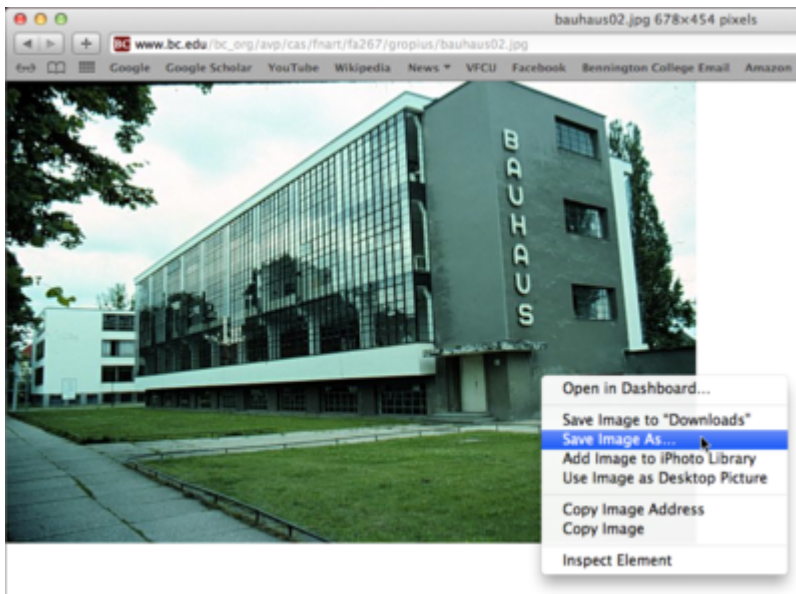 bauhaus02.jpg 678×454 pixels
BC www.bc.edu/bc_org/avp/cas/fnart/fa267/gropius/bauhaus02.jpg
Google Google Scholar YouTube Wikipedia News VFCU Facebook Bennington College Email Amazon
BAUHAUS
Open in Dashboard...
Save Image to "Downloads"
Save Image As...
Add Image to iPhoto Library
Use Image as Desktop Picture
Copy Image Address
Copy Image
Inspect Element